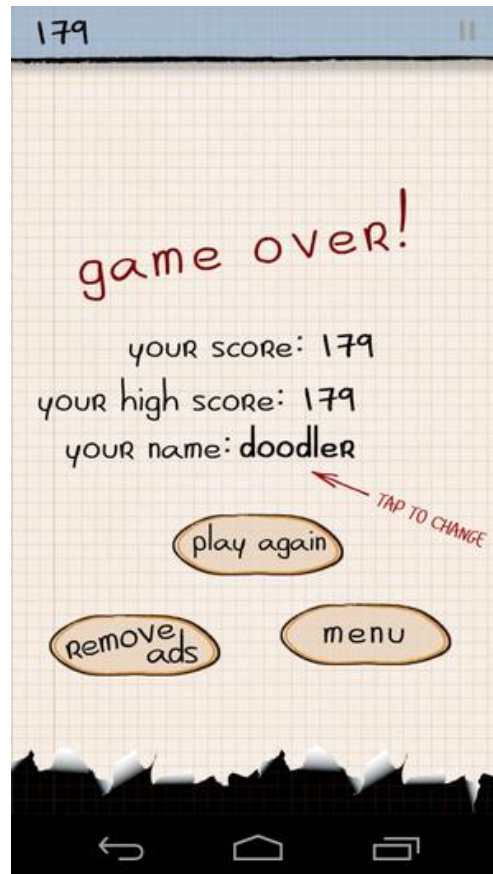 179
game over!
your score: 179
your high score: 179
your name: doodler
TAP TO CHANGE
play again
remove ads
menu